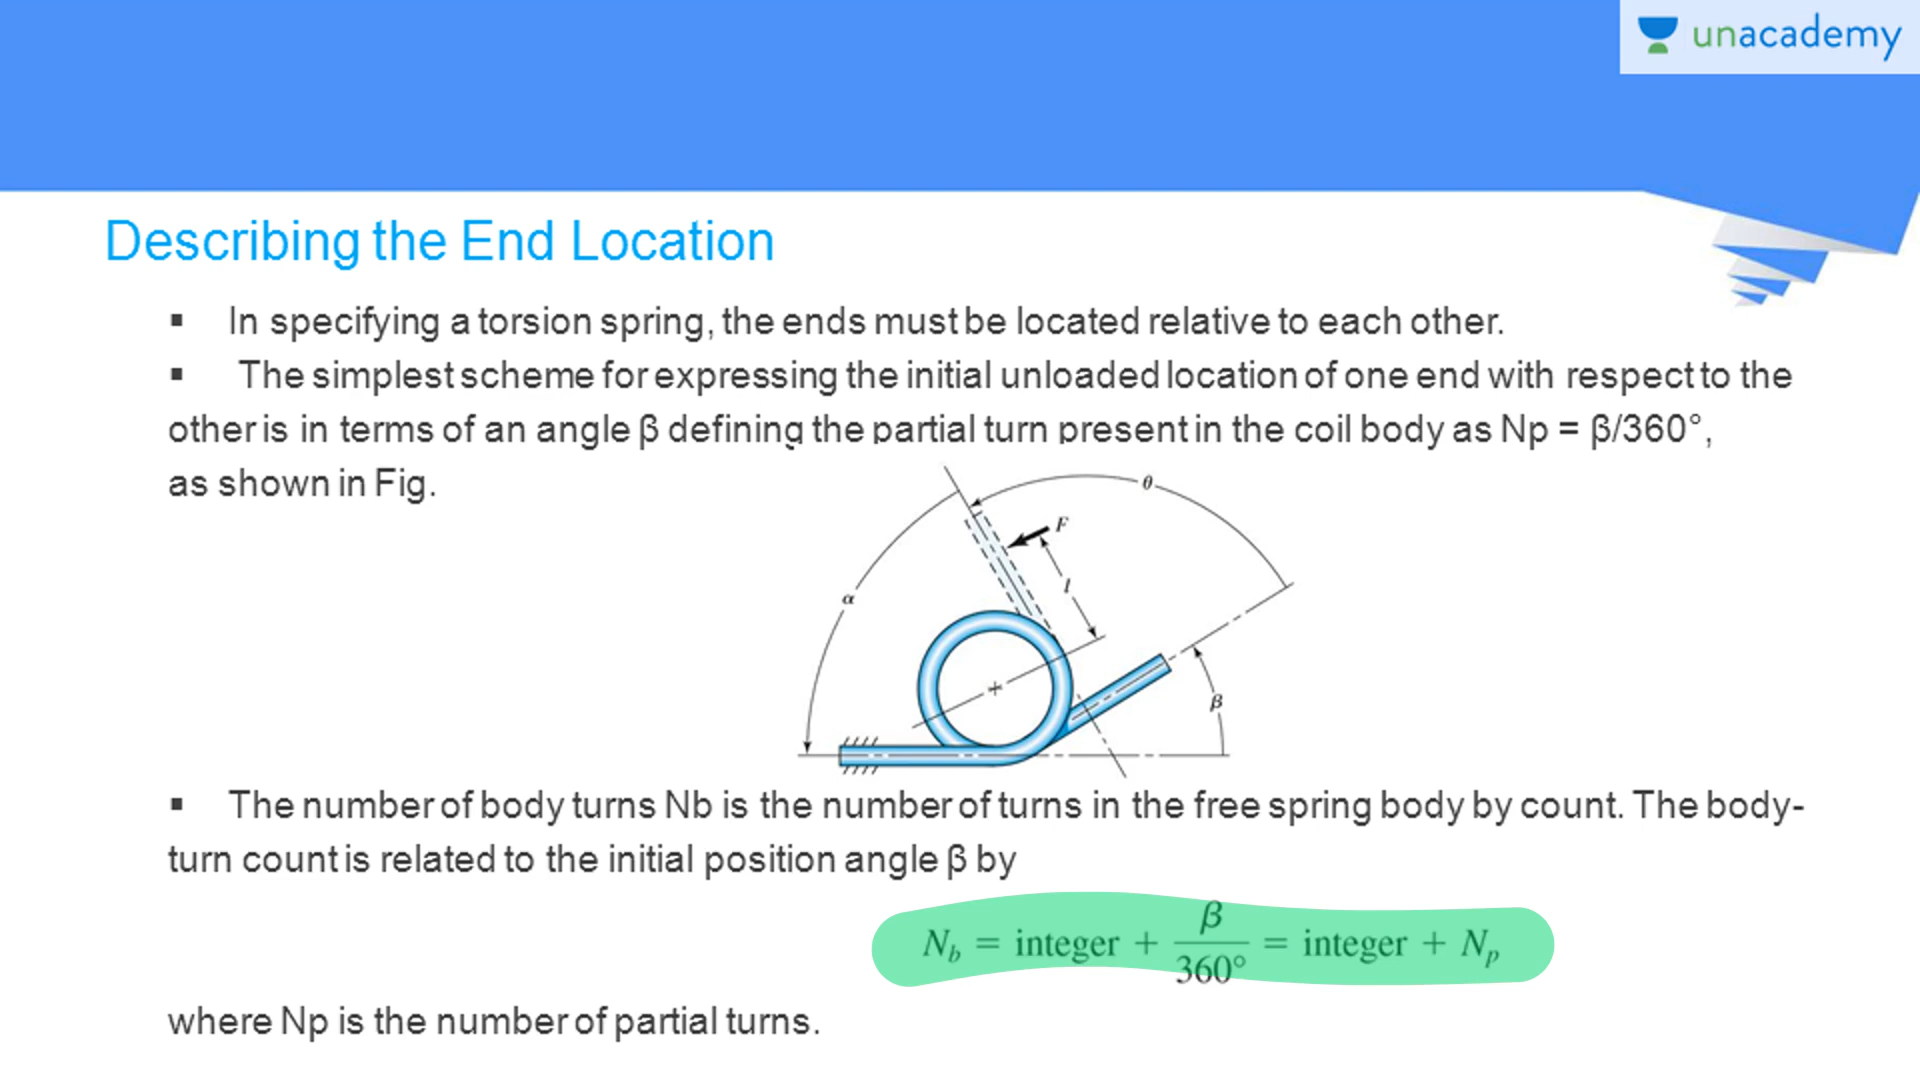 unacademy
Describing the End Location
▪ In specifying a torsion spring, the ends must be located relative to each other.
▪ The simplest scheme for expressing the initial unloaded location of one end with respect to the
other is in terms of an angle β defining the partial turn present in the coil body as Np = β/360°,
as shown in Fig.
θ
F
l
α
β
▪ The number of body turns Nb is the number of turns in the free spring body by count. The body-
turn count is related to the initial position angle β by
N_b = integer + β/360° = integer + N_p
where Np is the number of partial turns.